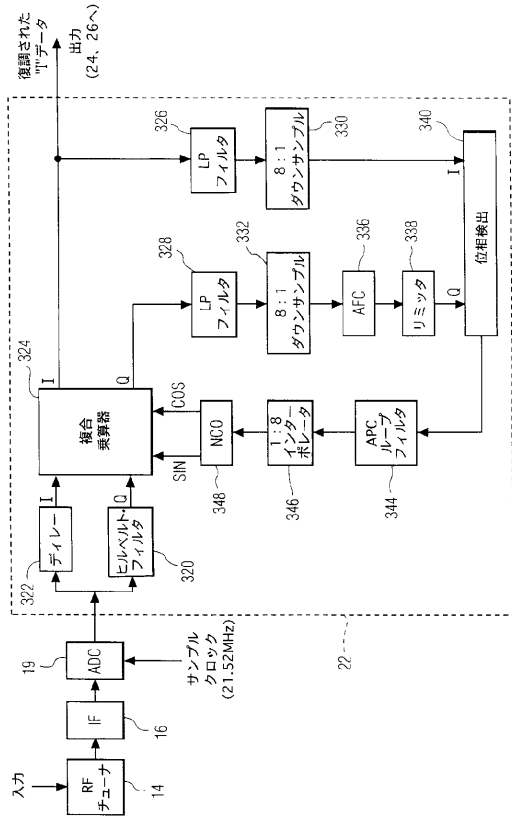 入力
RF
チューナ
14
IF
16
ADC
19
サンプル
クロック
(21.52MHz)
22
ディレー
322
I
ヒルベルト・
フィルタ
320
Q
複合
乗算器
324
I
Q
SIN
COS
復調された
"I"データ
出力
(24、26へ)
NCO
348
1:8
インター
ポレータ
346
APC
ループ
フィルタ
344
LP
フィルタ
328
8:1
ダウンサンプル
332
AFC
336
リミッタ
338
Q
LP
フィルタ
326
8:1
ダウンサンプル
330
I
位相検出
340